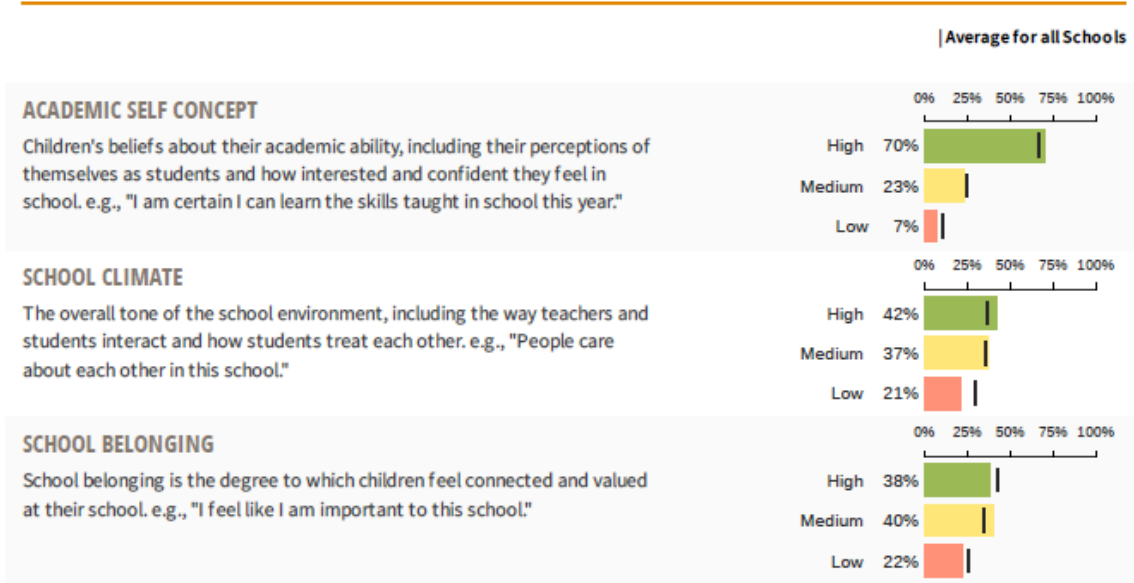 | Average for all Schools
ACADEMIC SELF CONCEPT
Children's beliefs about their academic ability, including their perceptions of
themselves as students and how interested and confident they feel in
school. e.g., "I am certain I can learn the skills taught in school this year."
0% 25% 50% 75% 100%
High 70%
Medium 23%
Low 7%
SCHOOL CLIMATE
The overall tone of the school environment, including the way teachers and
students interact and how students treat each other. e.g., "People care
about each other in this school."
0% 25% 50% 75% 100%
High 42%
Medium 37%
Low 21%
SCHOOL BELONGING
School belonging is the degree to which children feel connected and valued
at their school. e.g., "I feel like I am important to this school."
0% 25% 50% 75% 100%
High 38%
Medium 40%
Low 22%